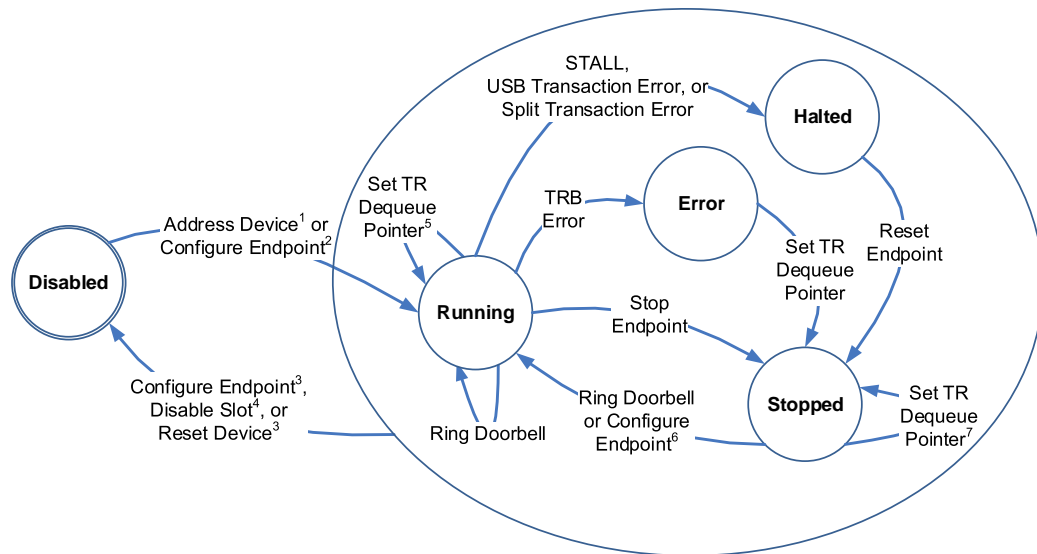 STALL,
USB Transaction Error, or
Split Transaction Error
Halted
Set TR
Dequeue
Pointer⁵
TRB
Error
Error
Address Device¹ or
Configure Endpoint²
Reset
Endpoint
Set TR
Dequeue
Pointer
Disabled
Running
Stop
Endpoint
Configure Endpoint³,
Disable Slot⁴, or
Reset Device³
Ring Doorbell
Ring Doorbell
or Configure
Endpoint⁶
Stopped
Set TR
Dequeue
Pointer⁷